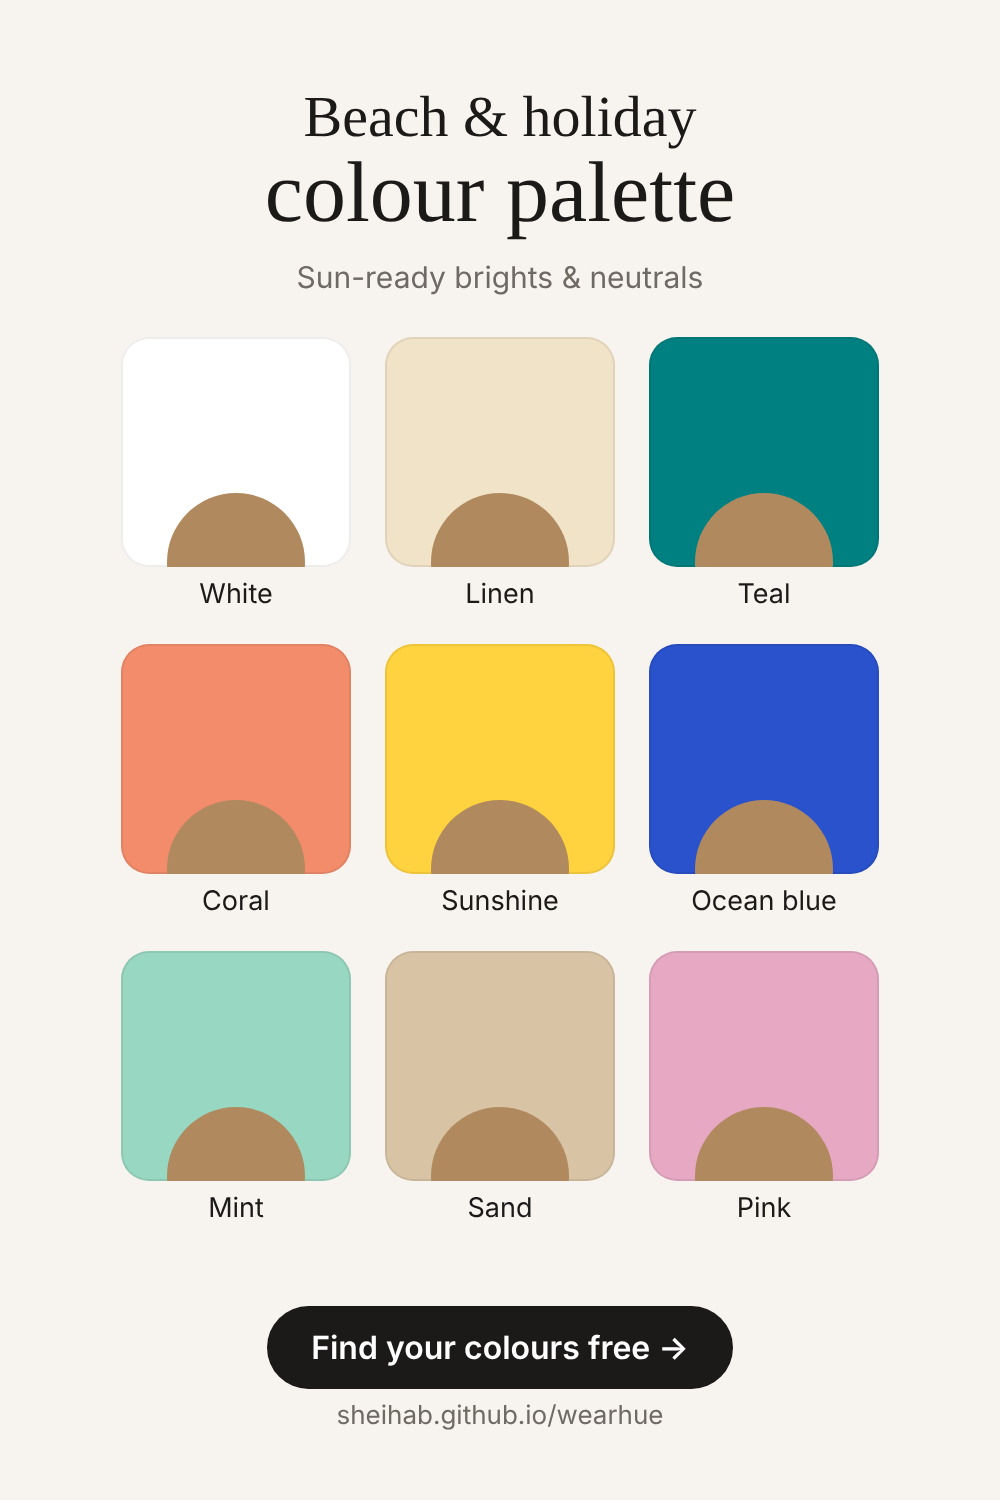 Beach & holiday
colour palette
Sun-ready brights & neutrals
White
Linen
Teal
Coral
Sunshine
Ocean blue
Mint
Sand
Pink
Find your colours free →
sheihab.github.io/wearhue